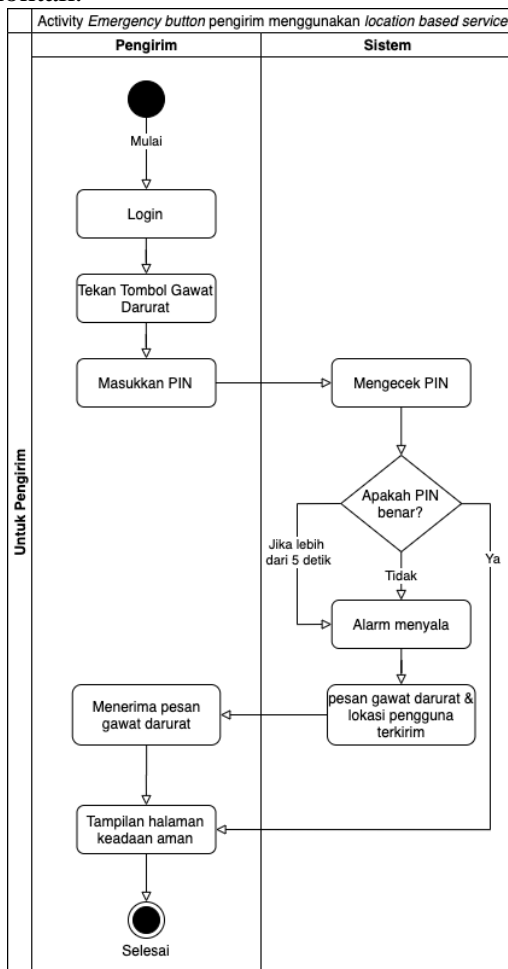 Activity Emergency button pengirim menggunakan location based service
Pengirim
Sistem
Untuk Pengirim
Mulai
Login
Tekan Tombol Gawat
Darurat
Masukkan PIN
Mengecek PIN
Apakah PIN
benar?
Jika lebih
dari 5 detik
Tidak
Ya
Alarm menyala
pesan gawat darurat &
lokasi pengguna
terkirim
Menerima pesan
gawat darurat
Tampilan halaman
keadaan aman
Selesai